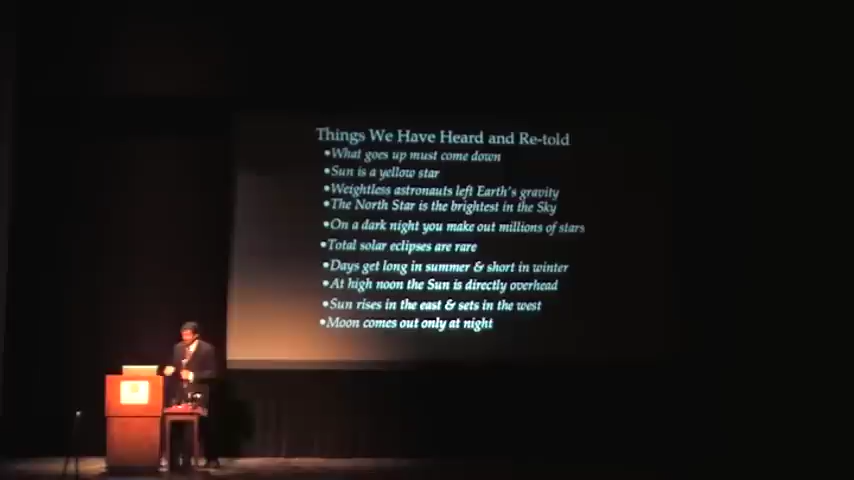 Things We Have Heard and Re-told
•What goes up must come down
•Sun is a yellow star
•Weightless astronauts left Earth's gravity
•The North Star is the brightest in the Sky
•On a dark night you make out millions of stars
•Total solar eclipses are rare
•Days get long in summer & short in winter
•At high noon the Sun is directly overhead
•Sun rises in the east & sets in the west
•Moon comes out only at night